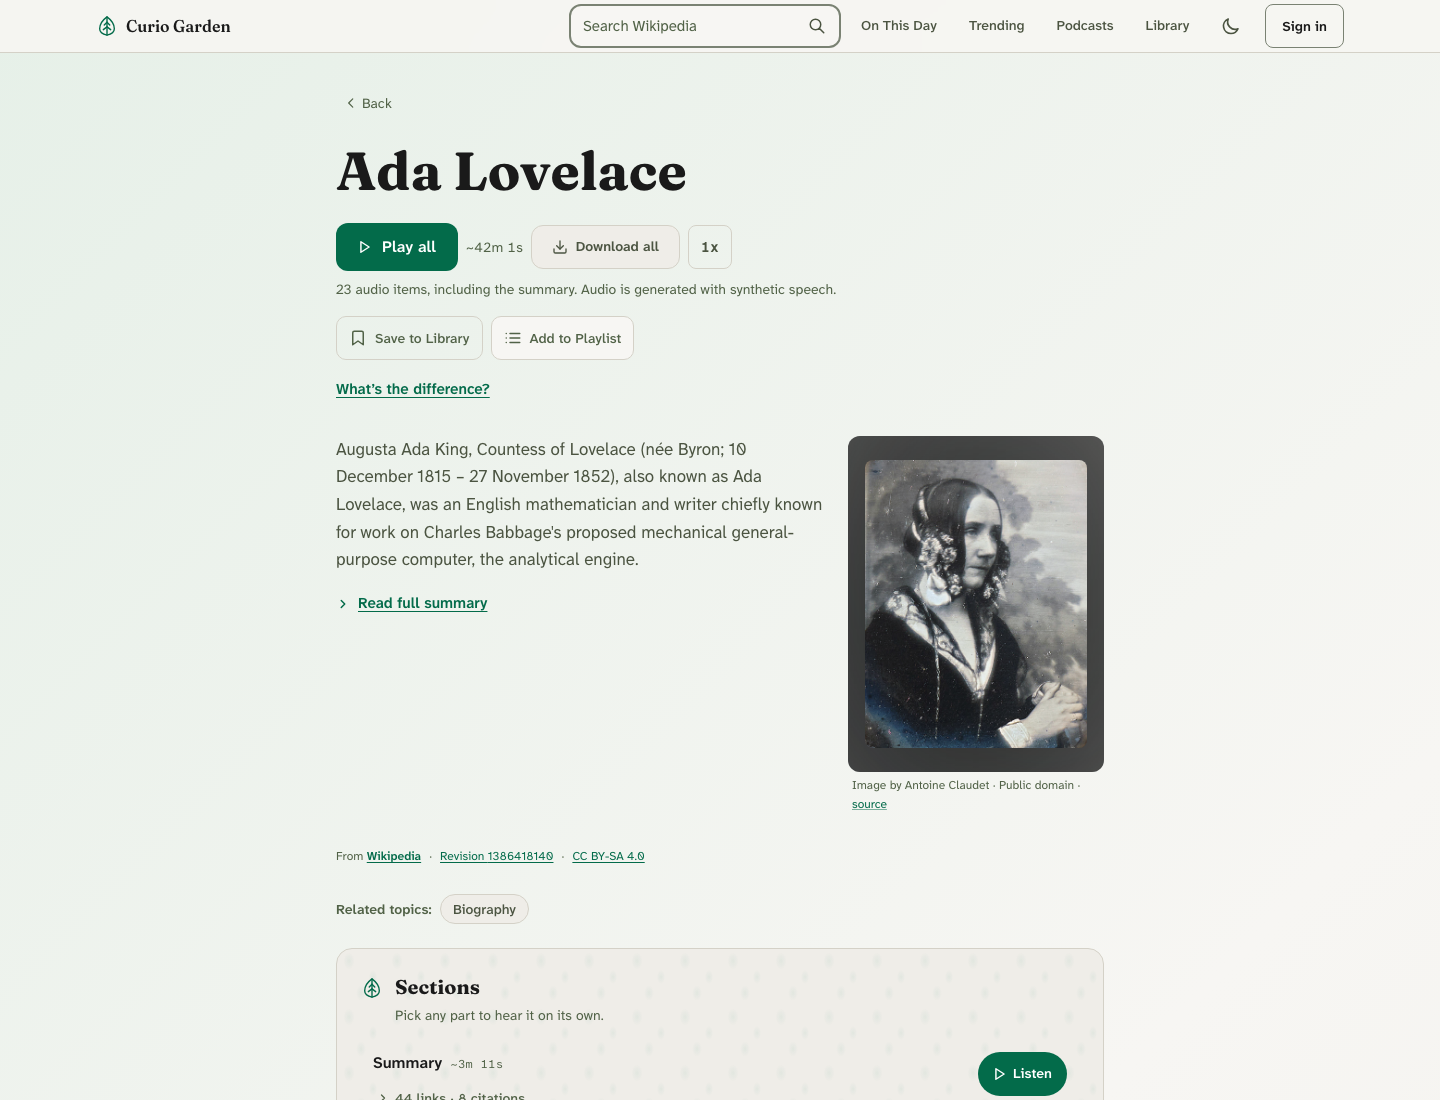 Curio Garden
Search Wikipedia
On This Day
Trending
Podcasts
Library
Sign in
Back
Ada Lovelace
Play all
~42m 1s
Download all
1x
23 audio items, including the summary. Audio is generated with synthetic speech.
Save to Library
Add to Playlist
What’s the difference?
Augusta Ada King, Countess of Lovelace (née Byron; 10
December 1815 – 27 November 1852), also known as Ada
Lovelace, was an English mathematician and writer chiefly known
for work on Charles Babbage's proposed mechanical general-
purpose computer, the analytical engine.
Read full summary
Image by Antoine Claudet · Public domain ·
source
From Wikipedia · Revision 1386418140 · CC BY-SA 4.0
Related topics: Biography
Sections
Pick any part to hear it on its own.
Summary ~3m 11s
Listen
44 links · 8 citations